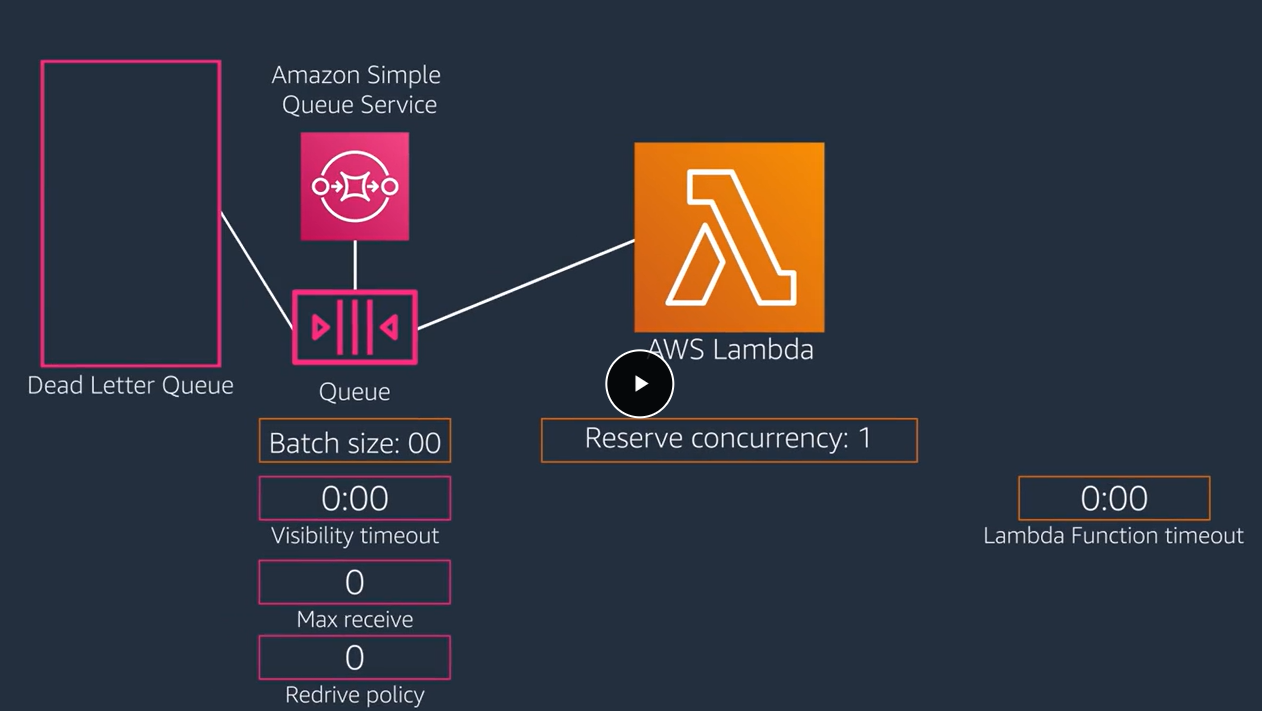 Amazon Simple
Queue Service
Dead Letter Queue
Queue
AWS Lambda
Batch size: 00
Reserve concurrency: 1
0:00
Visibility timeout
0:00
Lambda Function timeout
0
Max receive
0
Redrive policy